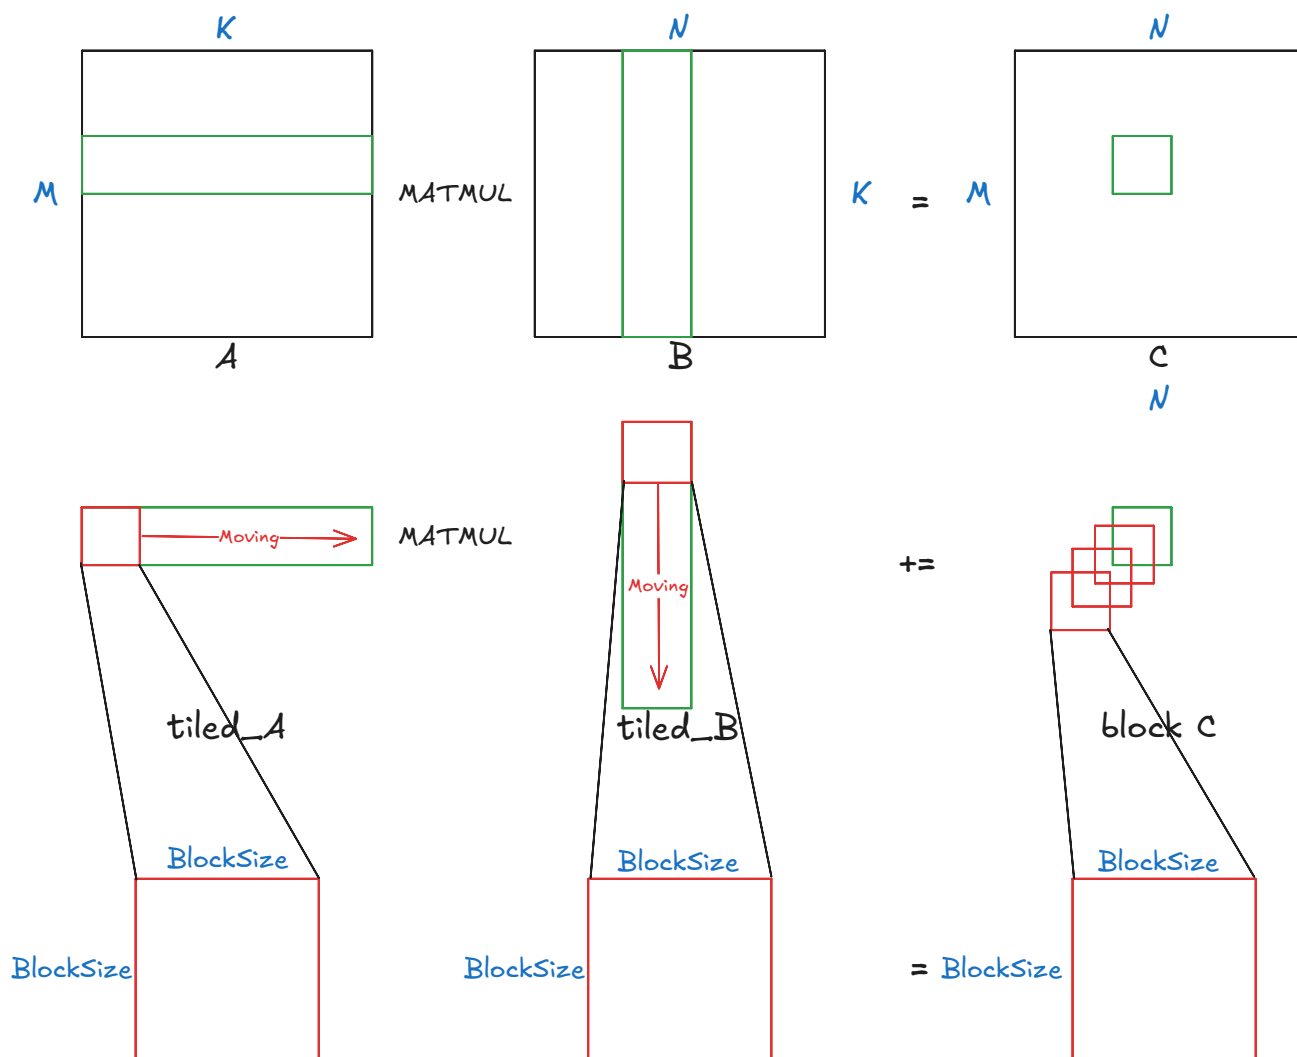 K
N
N
M
MATMUL
K
=
M
A
B
C
N
Moving
MATMUL
Moving
+=
tiled_A
tiled_B
block C
BlockSize
BlockSize
BlockSize
BlockSize
BlockSize
= BlockSize